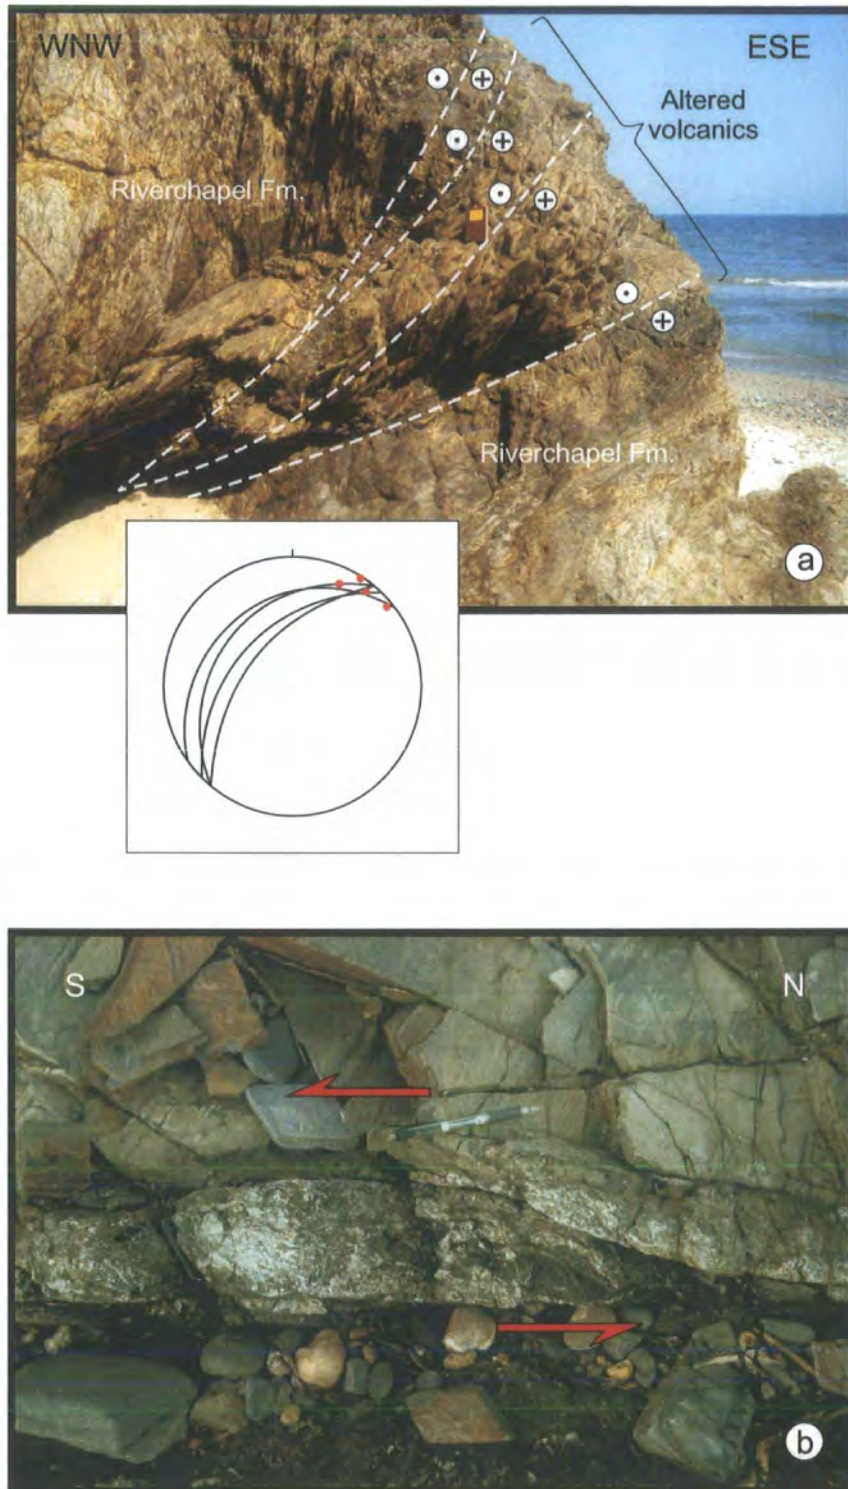 WNW
ESE
Altered
volcanics
Riverchapel Fm.
Riverchapel Fm.
a
S
N
b